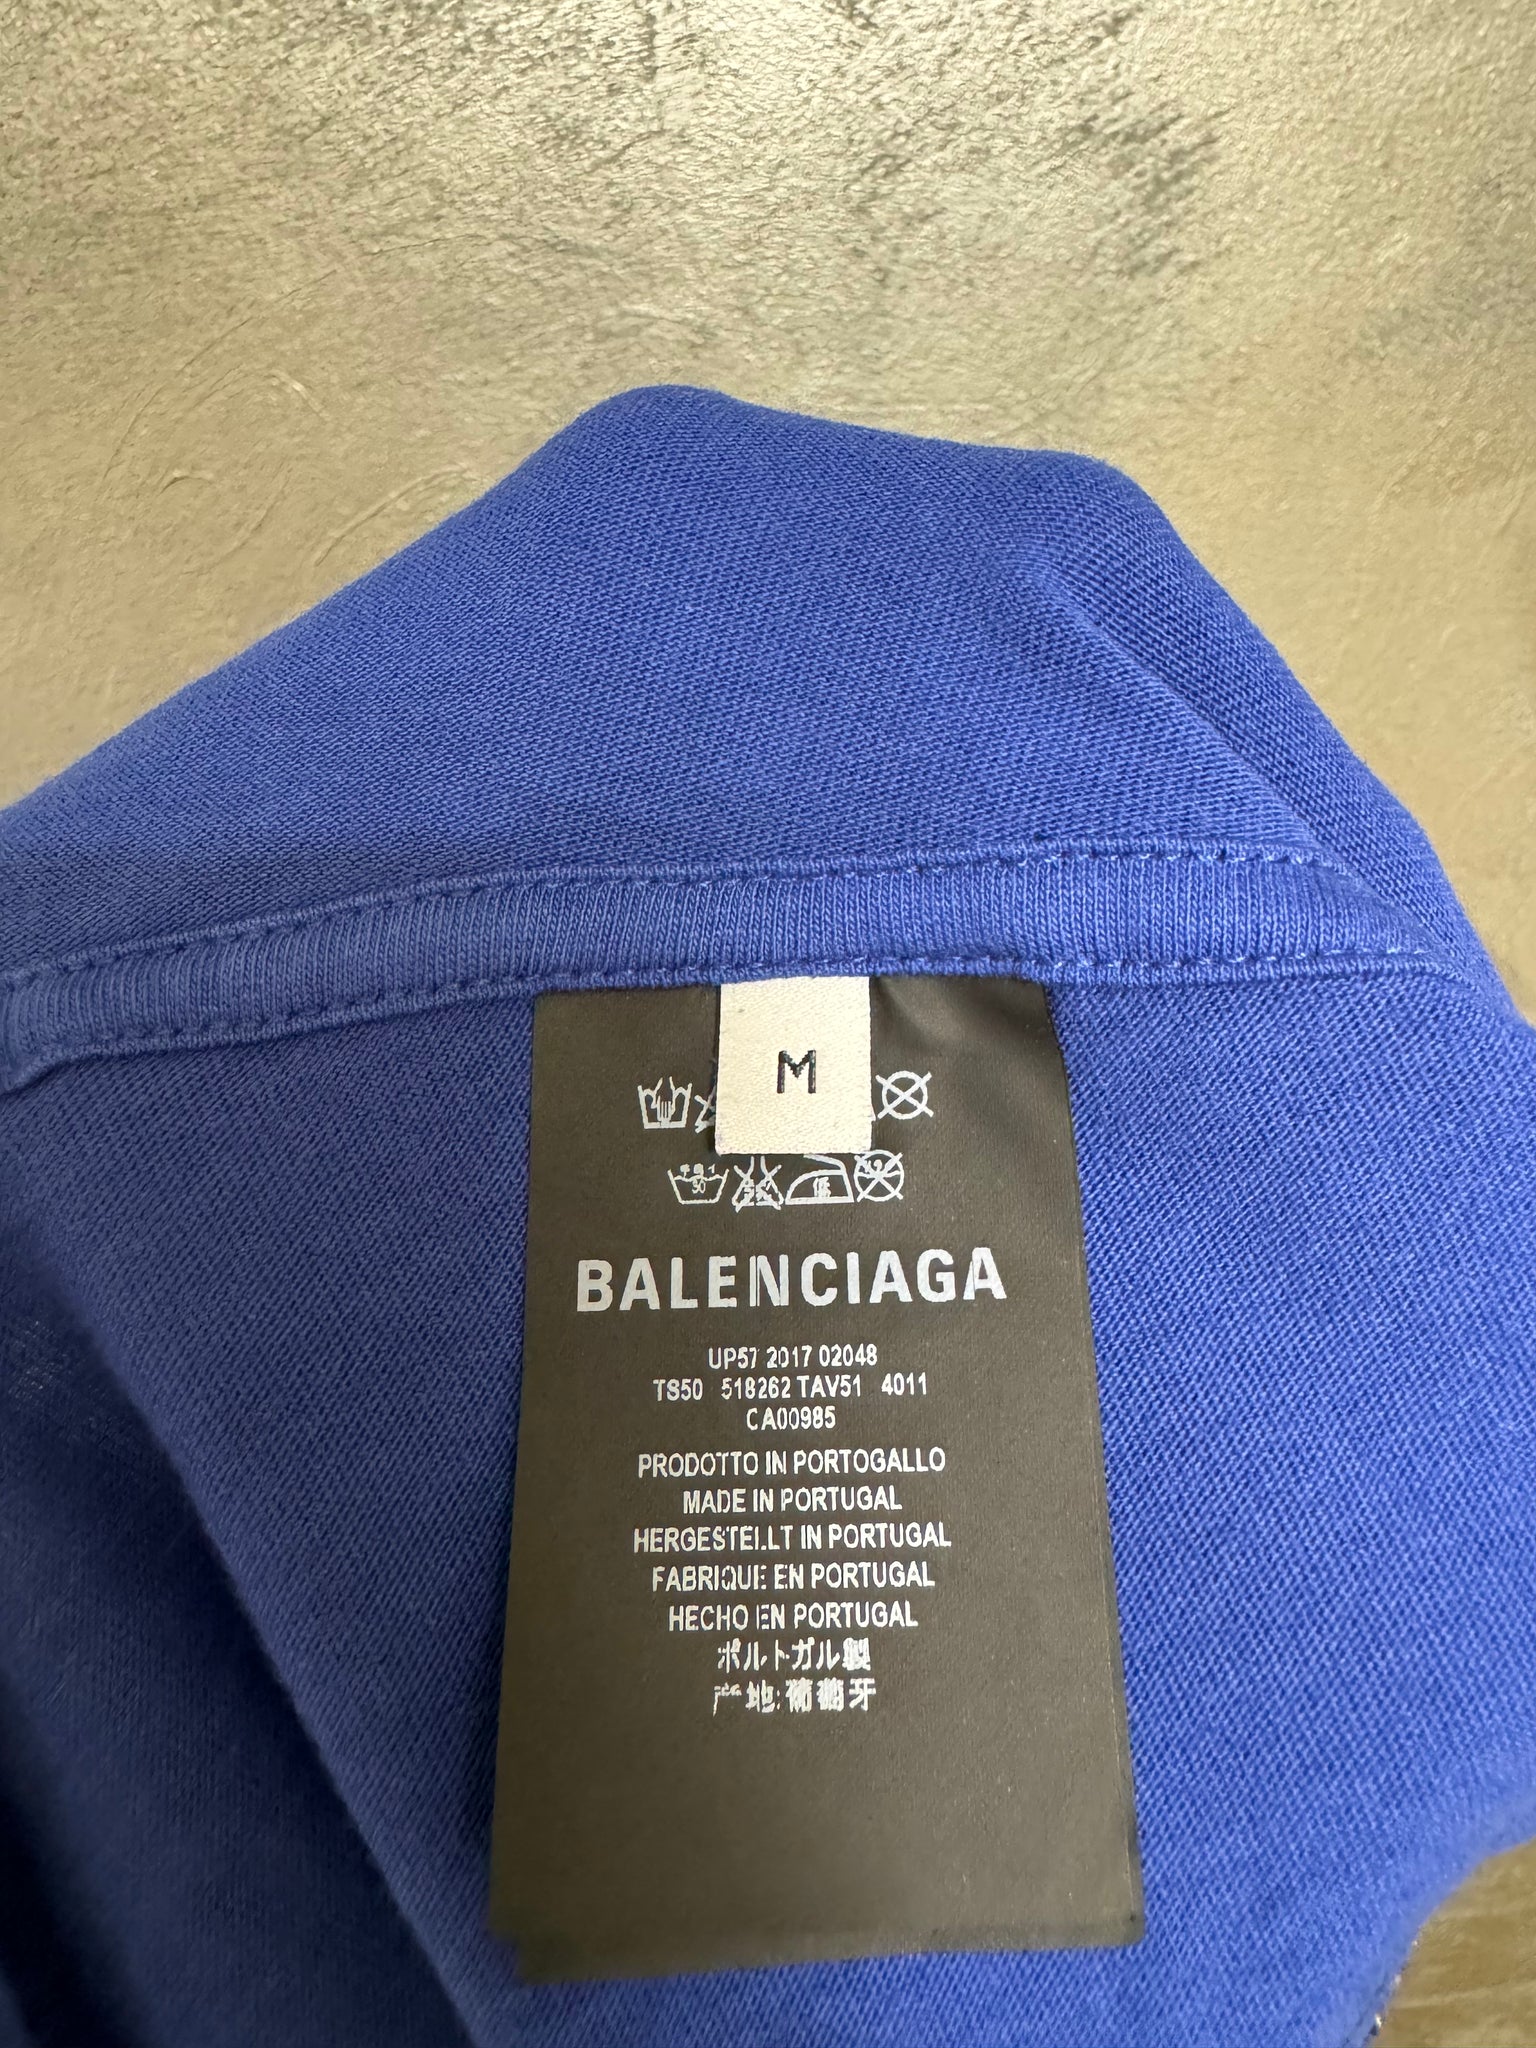 M
BALENCIAGA
UP57 2017 02048
TS50 518262 TAV51 4011
CA00985
PRODOTTO IN PORTOGALLO
MADE IN PORTUGAL
HERGESTELLT IN PORTUGAL
FABRIQUE EN PORTUGAL
HECHO EN PORTUGAL
ポルトガル製
产地:葡萄牙